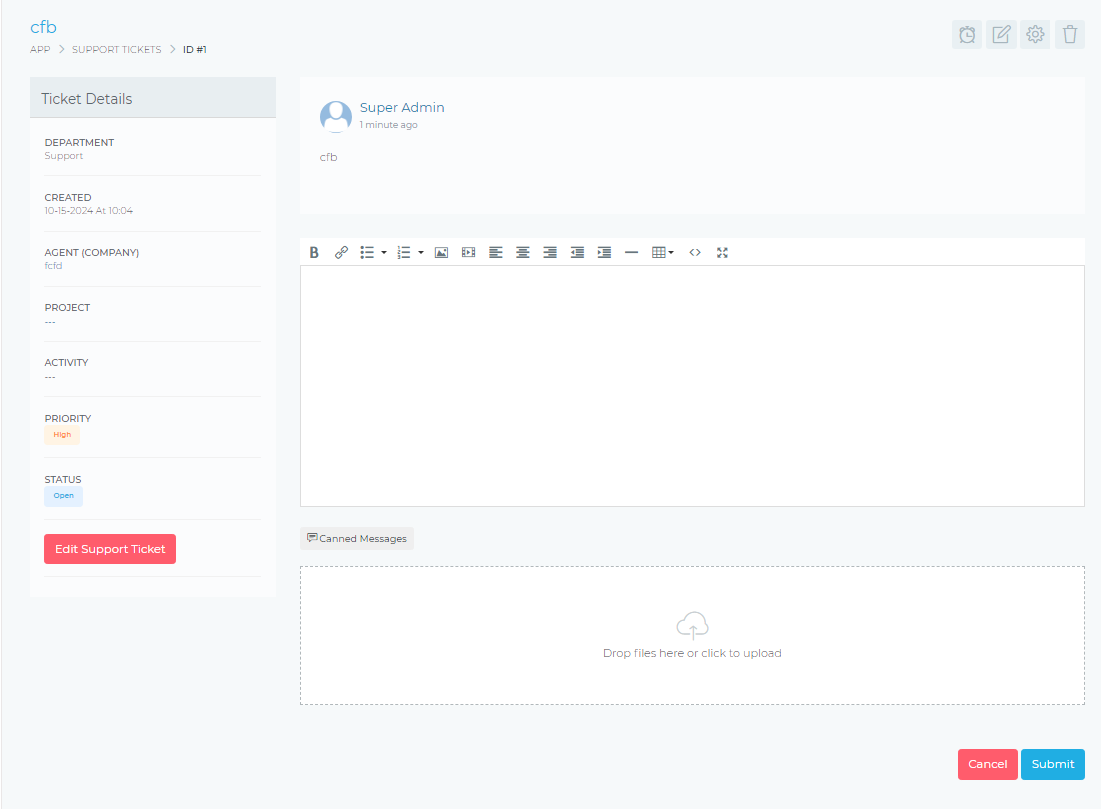 cfb
APP > SUPPORT TICKETS > ID #1
Ticket Details
DEPARTMENT
Support
CREATED
10-15-2024 At 10:04
AGENT (COMPANY)
fcfd
PROJECT
---
ACTIVITY
---
PRIORITY
High
STATUS
Open
Edit Support Ticket
Super Admin
1 minute ago
cfb
B
Canned Messages
Drop files here or click to upload
Cancel Submit